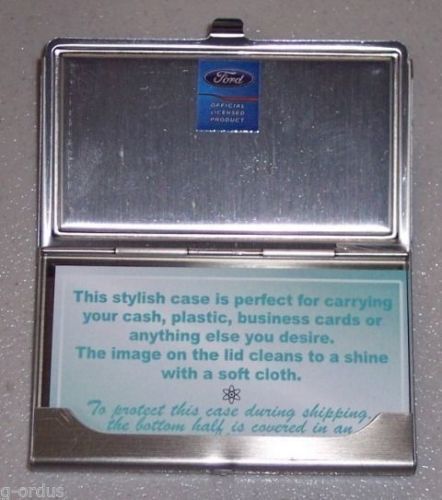 Ford
OFFICIAL
LICENSED
PRODUCT
This stylish case is perfect for carrying
your cash, plastic, business cards or
anything else you desire.
The image on the lid cleans to a shine
with a soft cloth.
To protect this case during shipping,
the bottom half is covered in an
g-ordus